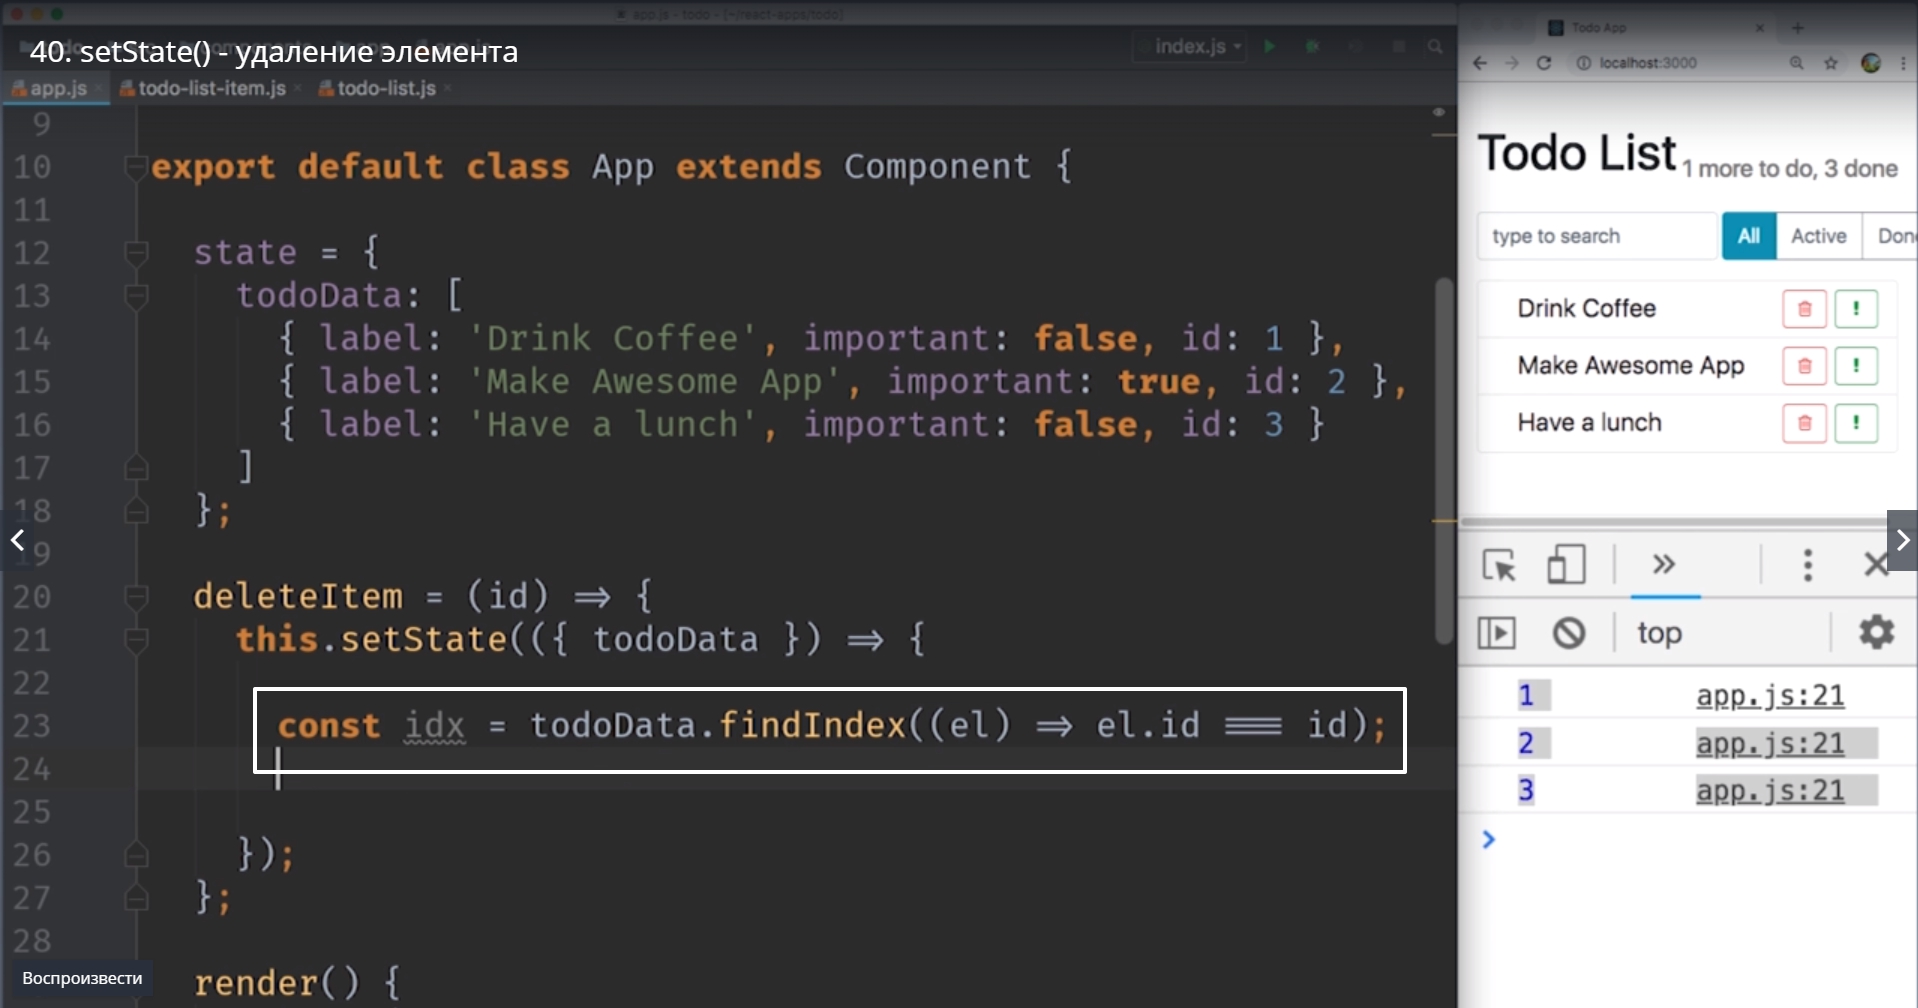 app.js - todo - [~/react-apps/todo]
40. setState() - удаление элемента
index.js
app.js
todo-list-item.js
todo-list.js
9
10 export default class App extends Component {
11
12 state = {
13 todoData: [
14 { label: 'Drink Coffee', important: false, id: 1 },
15 { label: 'Make Awesome App', important: true, id: 2 },
16 { label: 'Have a lunch', important: false, id: 3 }
17 ]
18 };
19
20 deleteItem = (id) => {
21 this.setState(({ todoData }) => {
22
23 const idx = todoData.findIndex((el) => el.id === id);
24
25
26 });
27 };
28
render() {
Воспроизвести
Todo App
localhost:3000
Todo List 1 more to do, 3 done
type to search All Active Don
Drink Coffee !
Make Awesome App !
Have a lunch !
top
1 app.js:21
2 app.js:21
3 app.js:21